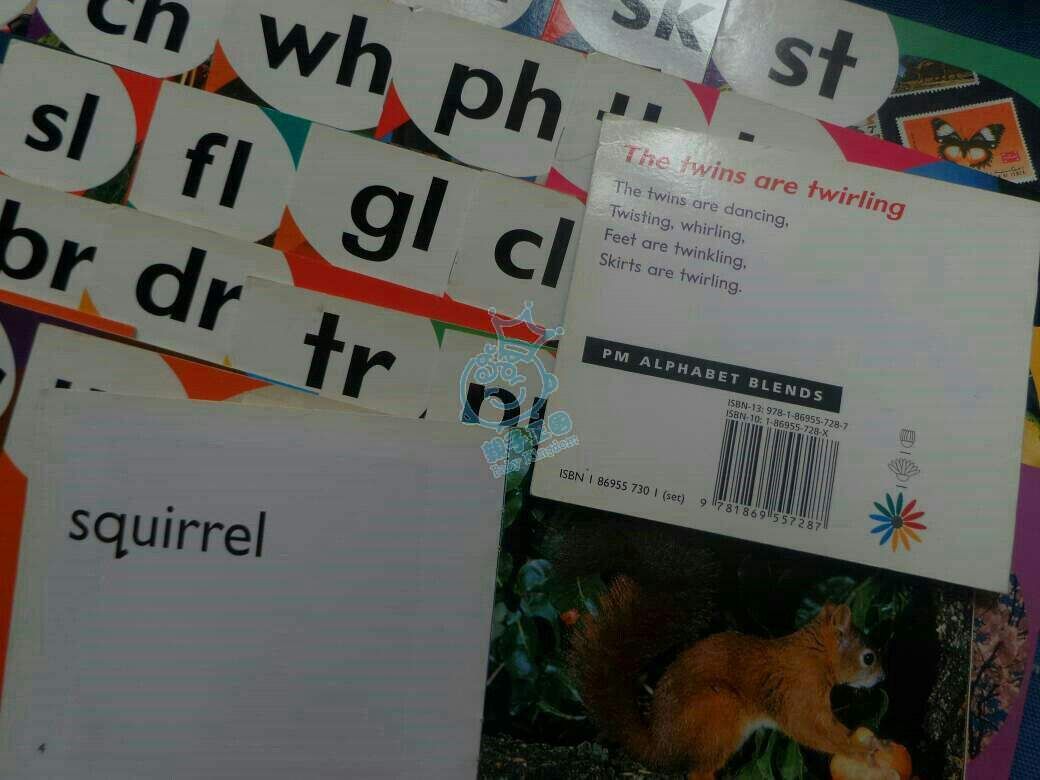 ch
wh
ph
sk
st
sl
fl
gl
cl
br
dr
tr
The twins are twirling
The twins are dancing,
Twisting, whirling,
Feet are twinkling,
Skirts are twirling.
PM ALPHABET BLENDS
ISBN-13: 978-1-86955-728-7
ISBN-10: 1-86955-728-X
ISBN 1 86955 730 1 (set)
9 781869 557287
squirrel
4